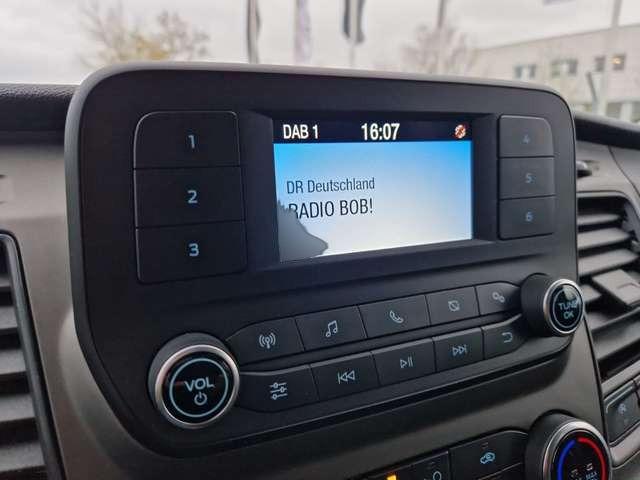 DAB 1 16:07
DR Deutschland
RADIO BOB!
1
2
3
4
5
6
VOL
TUNE
OK